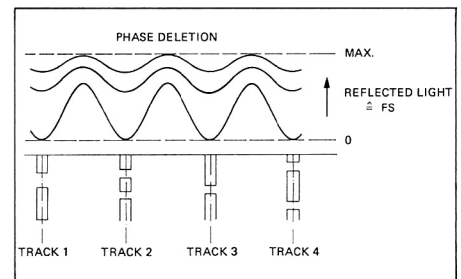 PHASE DELETION
MAX.
REFLECTED LIGHT
≙ FS
0
TRACK 1 TRACK 2 TRACK 3 TRACK 4